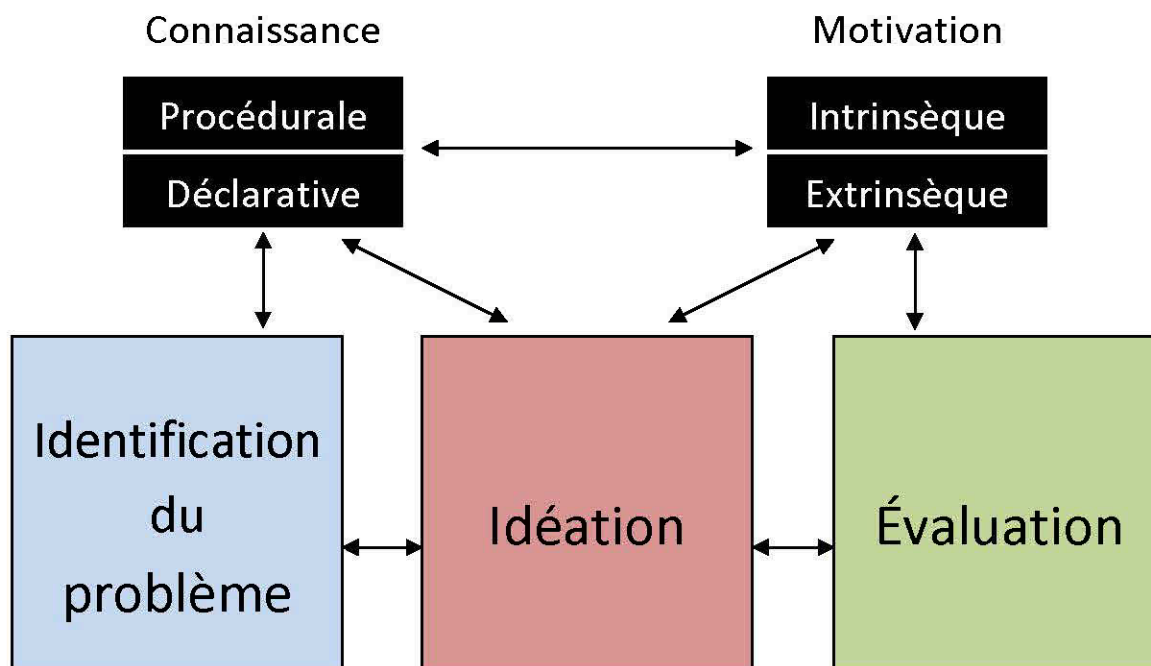 Connaissance
Motivation
Procédurale
Intrinsèque
Déclarative
Extrinsèque
Identification
du
problème
Idéation
Évaluation